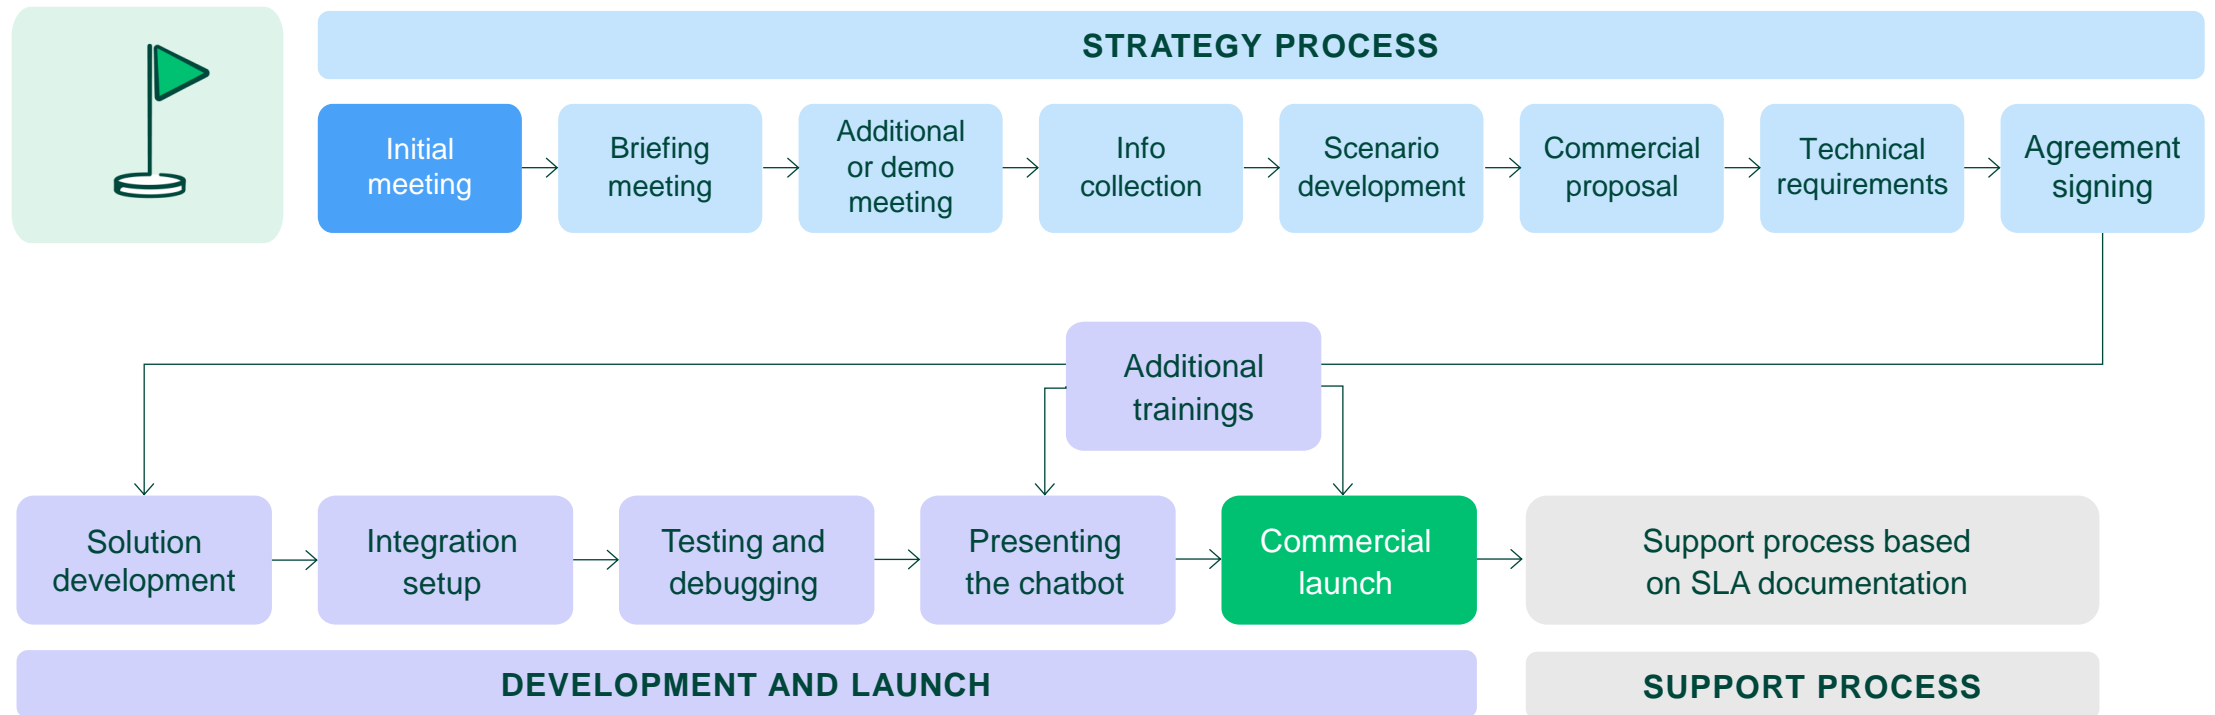 STRATEGY PROCESS
Initial
meeting
Briefing
meeting
Additional
or demo
meeting
Info
collection
Scenario
development
Commercial
proposal
Technical
requirements
Agreement
signing
Additional
trainings
Solution
development
Integration
setup
Testing and
debugging
Presenting
the chatbot
Commercial
launch
Support process based
on SLA documentation
DEVELOPMENT AND LAUNCH
SUPPORT PROCESS